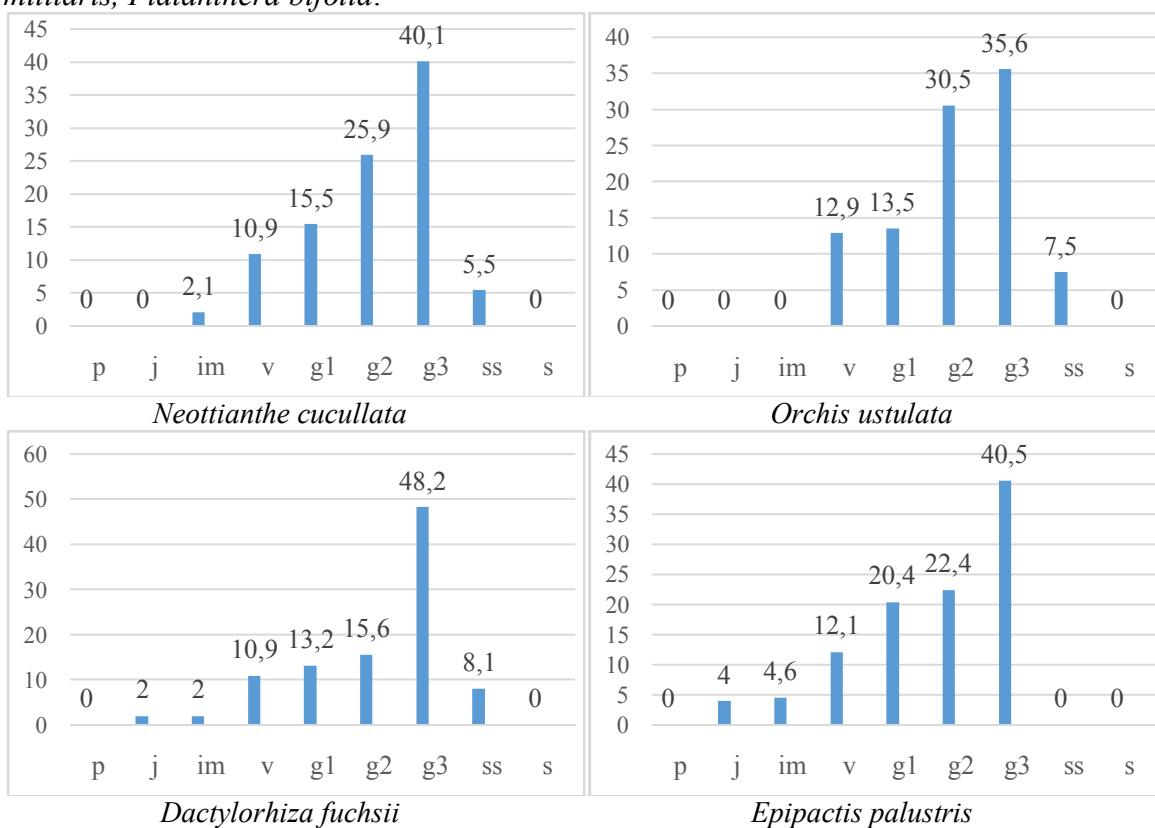 militaris, Platanthera bifolia.
45
40
35
30
25
20
15
10
5
0
0 0 2,1 10,9 15,5 25,9 40,1 5,5 0
p j im v g1 g2 g3 ss s
Neottianthe cucullata
40
35
30
25
20
15
10
5
0
0 0 0 12,9 13,5 30,5 35,6 7,5 0
p j im v g1 g2 g3 ss s
Orchis ustulata
60
50
40
30
20
10
0
0 2 2 10,9 13,2 15,6 48,2 8,1 0
p j im v g1 g2 g3 ss s
Dactylorhiza fuchsii
45
40
35
30
25
20
15
10
5
0
0 4 4,6 12,1 20,4 22,4 40,5 0 0
p j im v g1 g2 g3 ss s
Epipactis palustris